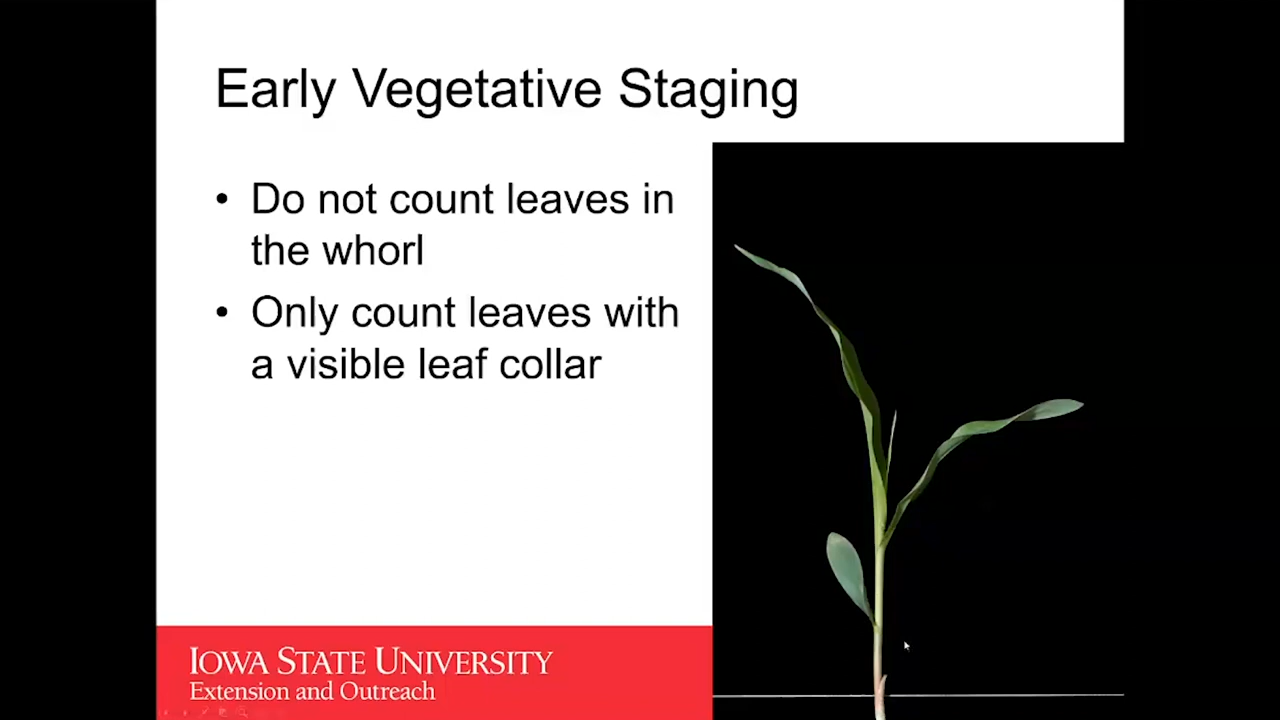 Early Vegetative Staging
• Do not count leaves in
the whorl
• Only count leaves with
a visible leaf collar
IOWA STATE UNIVERSITY
Extension and Outreach